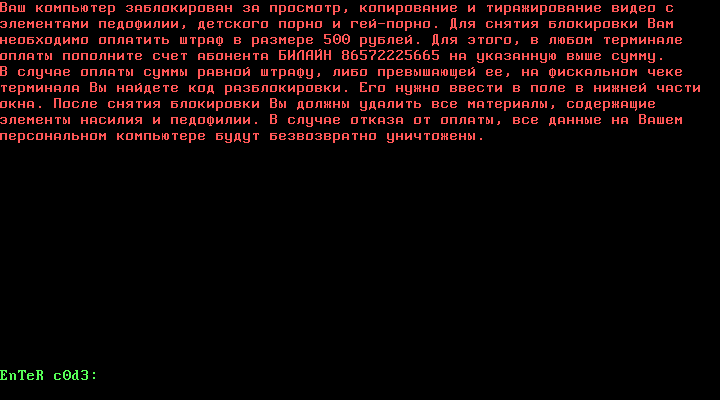 Ваш компьютер заблокирован за просмотр, копирование и тиражирование видео с
элементами педофилии, детского порно и гей-порно. Для снятия блокировки Вам
необходимо оплатить штраф в размере 500 рублей. Для этого, в любом терминале
оплаты пополните счет абонента БИЛАЙН 86572225665 на указанную выше сумму.
В случае оплаты суммы равной штрафу, либо превышающей ее, на фискальном чеке
терминала Вы найдете код разблокировки. Его нужно ввести в поле в нижней части
окна. После снятия блокировки Вы должны удалить все материалы, содержащие
элементы насилия и педофилии. В случае отказа от оплаты, все данные на Вашем
персональном компьютере будут безвозвратно уничтожены.
EnTeR c0d3: